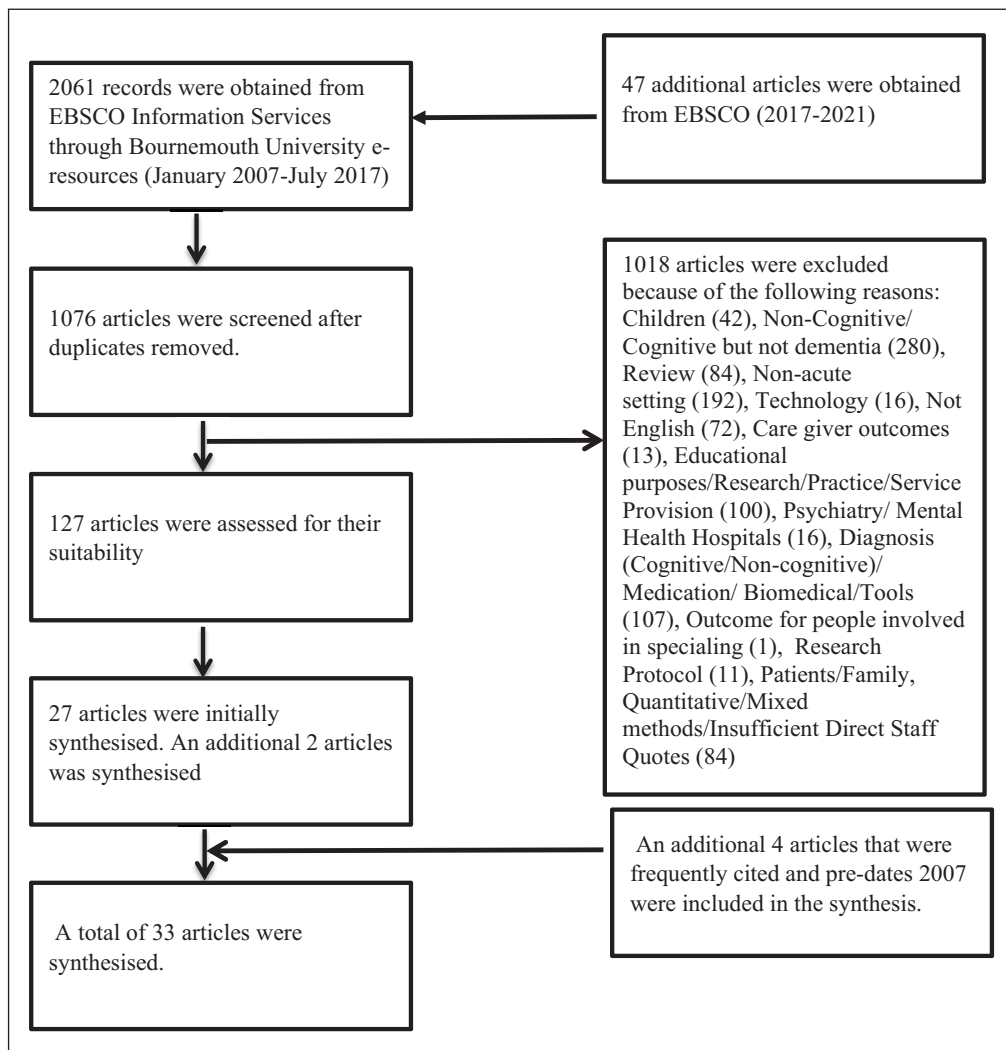 2061 records were obtained from
EBSCO Information Services
through Bournemouth University e-
resources (January 2007-July 2017)
47 additional articles were obtained
from EBSCO (2017-2021)
1076 articles were screened after
duplicates removed.
1018 articles were excluded
because of the following reasons:
Children (42), Non-Cognitive/
Cognitive but not dementia (280),
Review (84), Non-acute
setting (192), Technology (16), Not
English (72), Care giver outcomes
(13), Educational
purposes/Research/Practice/Service
Provision (100), Psychiatry/ Mental
Health Hospitals (16), Diagnosis
(Cognitive/Non-cognitive)/
Medication/ Biomedical/Tools
(107), Outcome for people involved
in specialing (1), Research
Protocol (11), Patients/Family,
Quantitative/Mixed
methods/Insufficient Direct Staff
Quotes (84)
127 articles were assessed for their
suitability
27 articles were initially
synthesised. An additional 2 articles
was synthesised
An additional 4 articles that were
frequently cited and pre-dates 2007
were included in the synthesis.
A total of 33 articles were
synthesised.